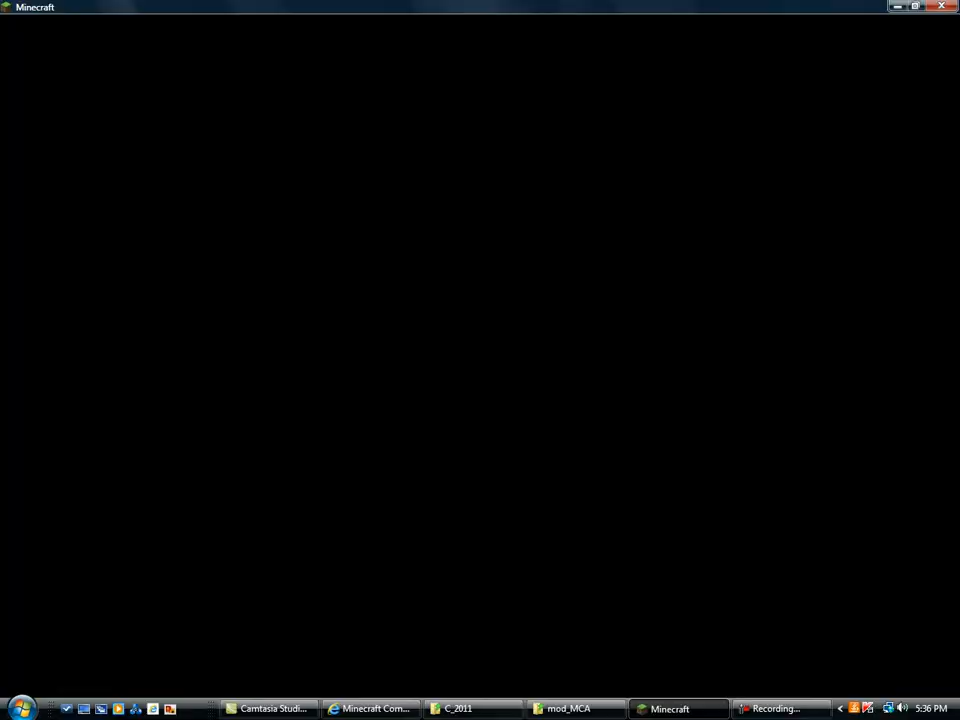 Minecraft
Camtasia Studi...
Minecraft Com...
C_2011
mod_MCA
Minecraft
Recording...
5:36 PM